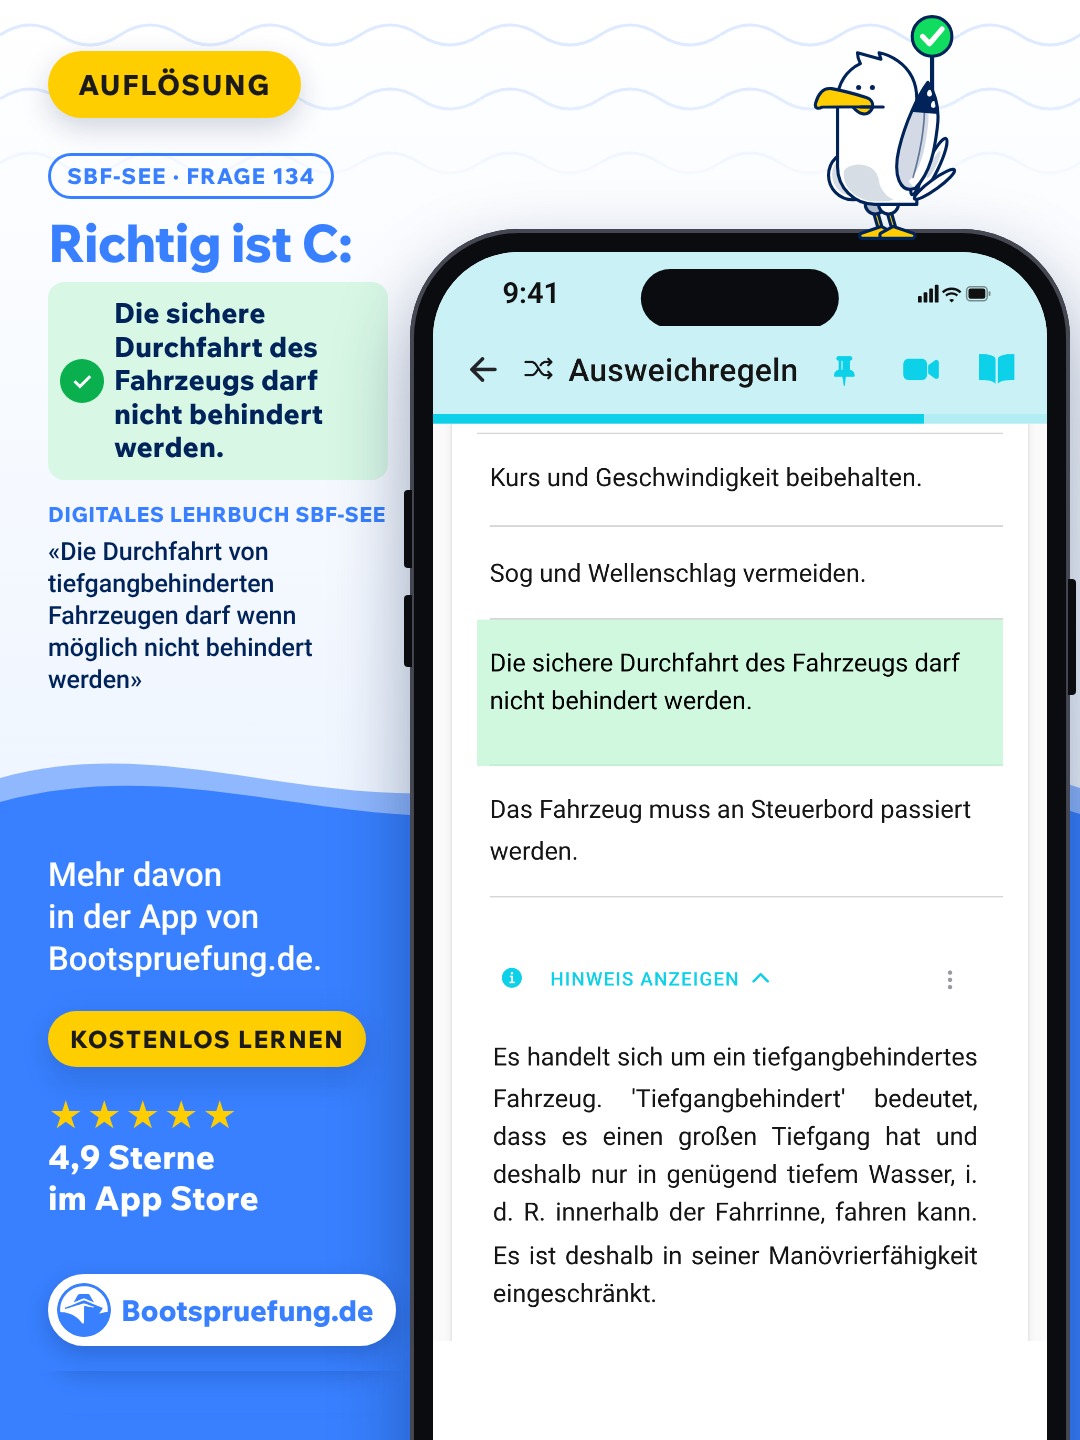 AUFLÖSUNG
SBF-SEE · FRAGE 134
Richtig ist C:
Die sichere
Durchfahrt des
Fahrzeugs darf
nicht behindert
werden.
DIGITALES LEHRBUCH SBF-SEE
«Die Durchfahrt von
tiefgangbehinderten
Fahrzeugen darf wenn
möglich nicht behindert
werden»
Mehr davon
in der App von
Bootspruefung.de.
KOSTENLOS LERNEN
★★★★★
4,9 Sterne
im App Store
Bootspruefung.de
9:41
Ausweichregeln
Kurs und Geschwindigkeit beibehalten.
Sog und Wellenschlag vermeiden.
Die sichere Durchfahrt des Fahrzeugs darf
nicht behindert werden.
Das Fahrzeug muss an Steuerbord passiert
werden.
HINWEIS ANZEIGEN
Es handelt sich um ein tiefgangbehindertes
Fahrzeug. 'Tiefgangbehindert' bedeutet,
dass es einen großen Tiefgang hat und
deshalb nur in genügend tiefem Wasser, i.
d. R. innerhalb der Fahrrinne, fahren kann.
Es ist deshalb in seiner Manövrierfähigkeit
eingeschränkt.